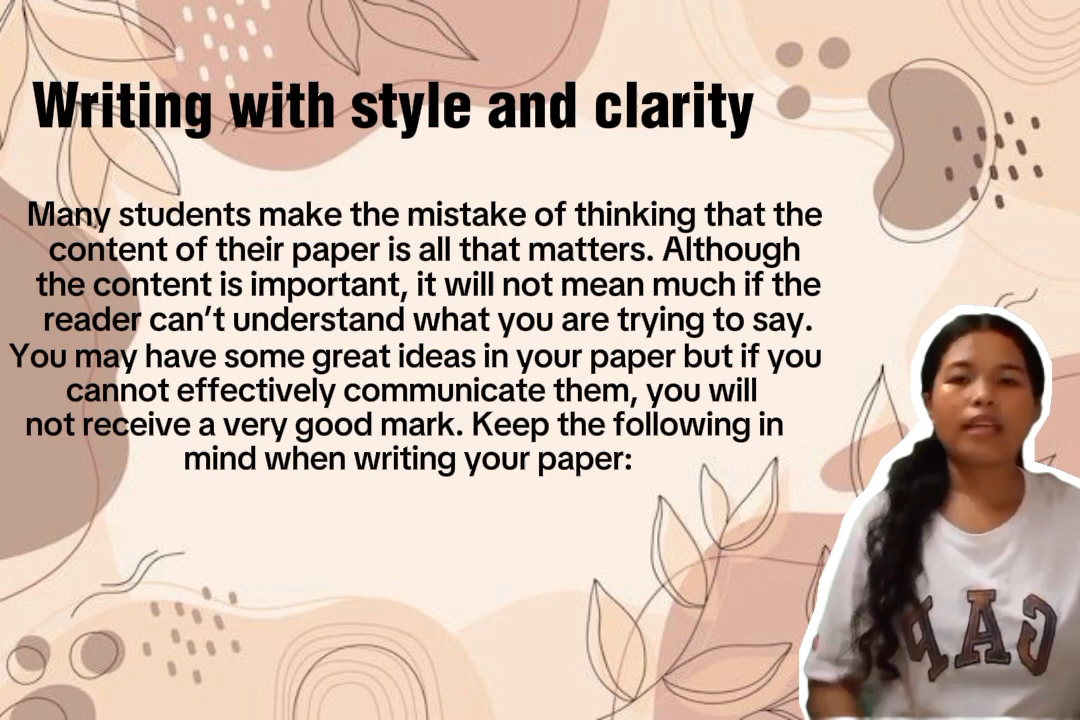 Writing with style and clarity
Many students make the mistake of thinking that the
content of their paper is all that matters. Although
the content is important, it will not mean much if the
reader can’t understand what you are trying to say.
You may have some great ideas in your paper but if you
cannot effectively communicate them, you will
not receive a very good mark. Keep the following in
mind when writing your paper:
GAP